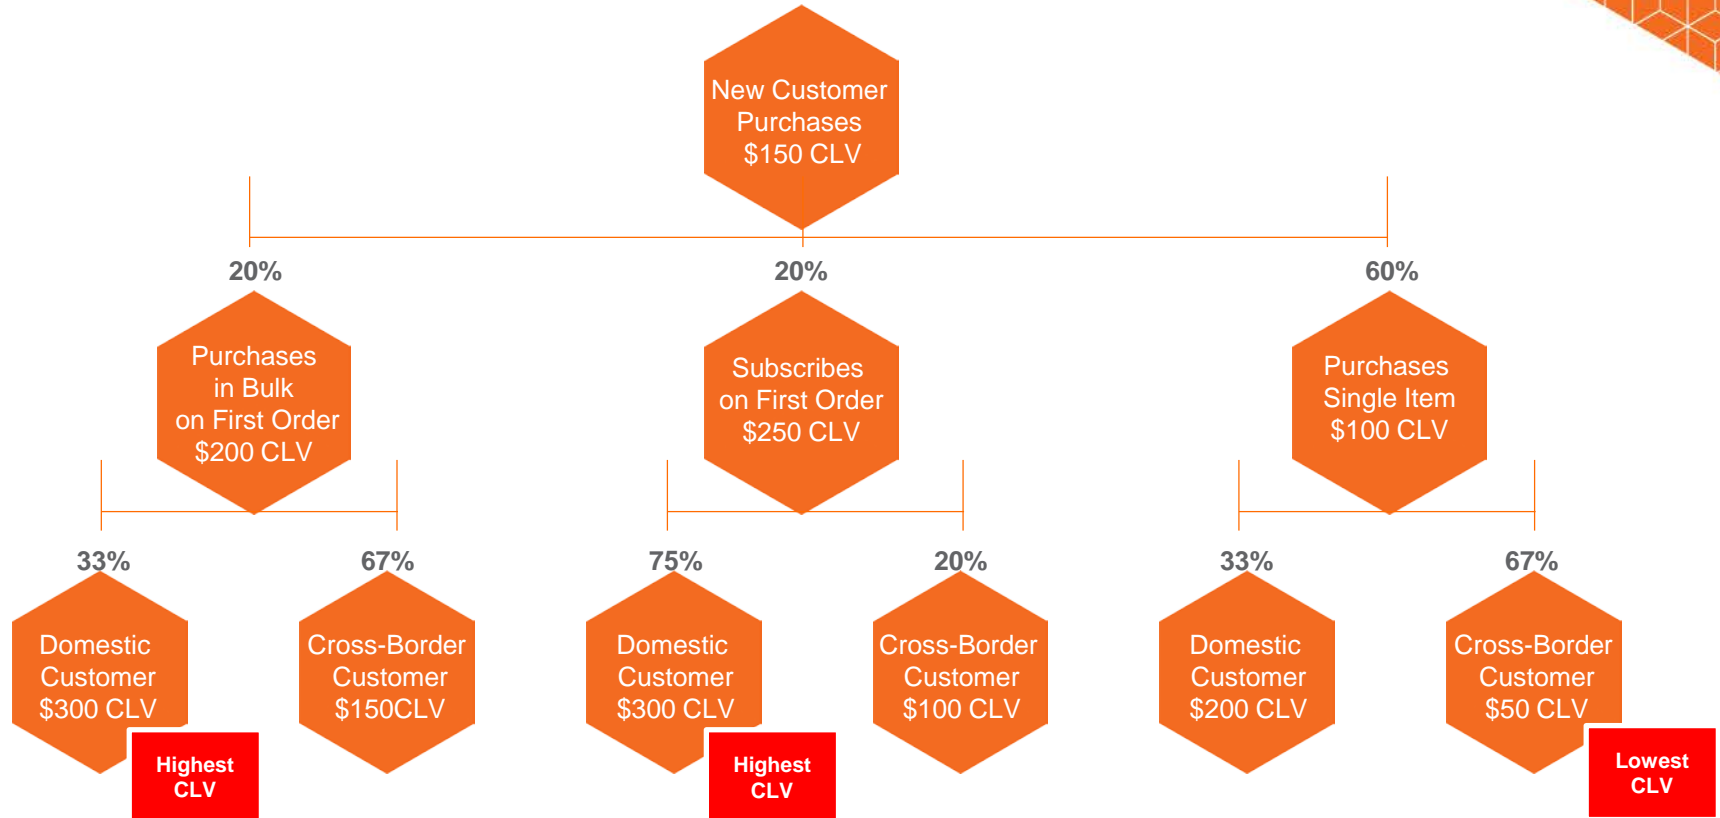 New Customer
Purchases
$150 CLV
20%
20%
60%
Purchases
in Bulk
on First Order
$200 CLV
Subscribes
on First Order
$250 CLV
Purchases
Single Item
$100 CLV
33%
67%
75%
20%
33%
67%
Domestic
Customer
$300 CLV
Cross-Border
Customer
$150CLV
Domestic
Customer
$300 CLV
Cross-Border
Customer
$100 CLV
Domestic
Customer
$200 CLV
Cross-Border
Customer
$50 CLV
Highest
CLV
Highest
CLV
Lowest
CLV